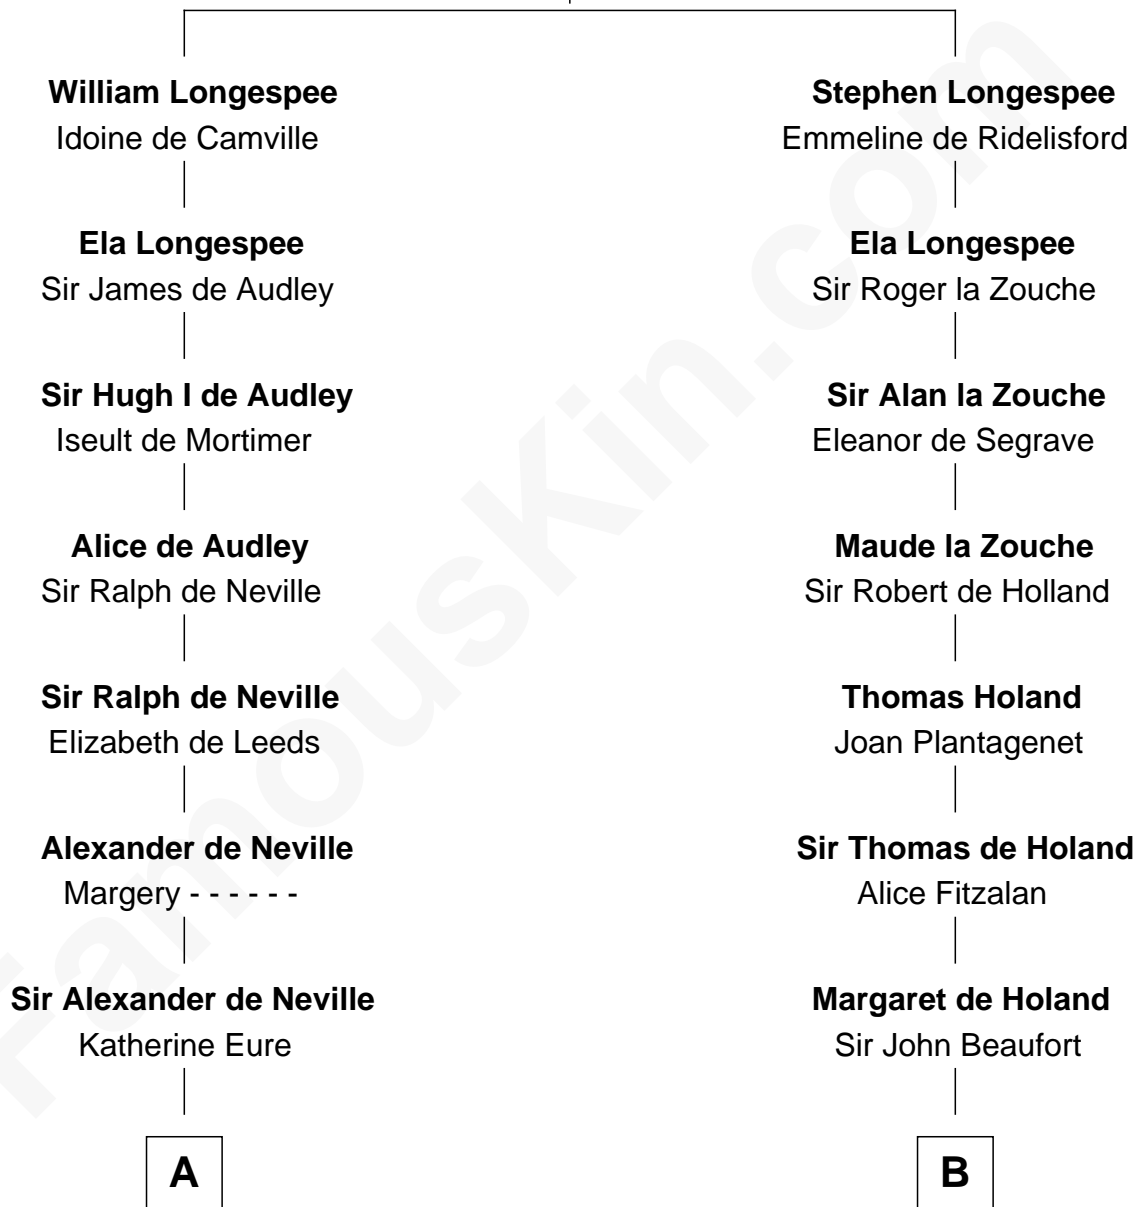 William Longespee
Idoine de Camville
Ela Longespee
Sir James de Audley
Sir Hugh I de Audley
Iseult de Mortimer
Alice de Audley
Sir Ralph de Neville
Sir Ralph de Neville
Elizabeth de Leeds
Alexander de Neville
Margery - - - - - -
Sir Alexander de Neville
Katherine Eure
A
Stephen Longespee
Emmeline de Ridelisford
Ela Longespee
Sir Roger la Zouche
Sir Alan la Zouche
Eleanor de Segrave
Maude la Zouche
Sir Robert de Holland
Thomas Holand
Joan Plantagenet
Sir Thomas de Holand
Alice Fitzalan
Margaret de Holand
Sir John Beaufort
B
FamousKin.com